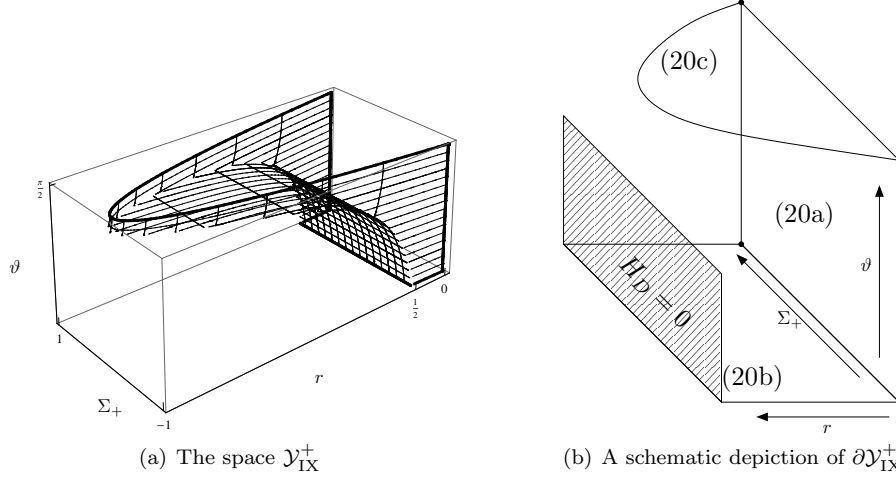 π/2
ϑ
1
Σ₊
−1
r
1/2
0
(a) The space 𝒴⁺_IX
(20c)
(20a)
ϑ
H_D = 0
Σ₊
(20b)
r
(b) A schematic depiction of ∂𝒴⁺_IX